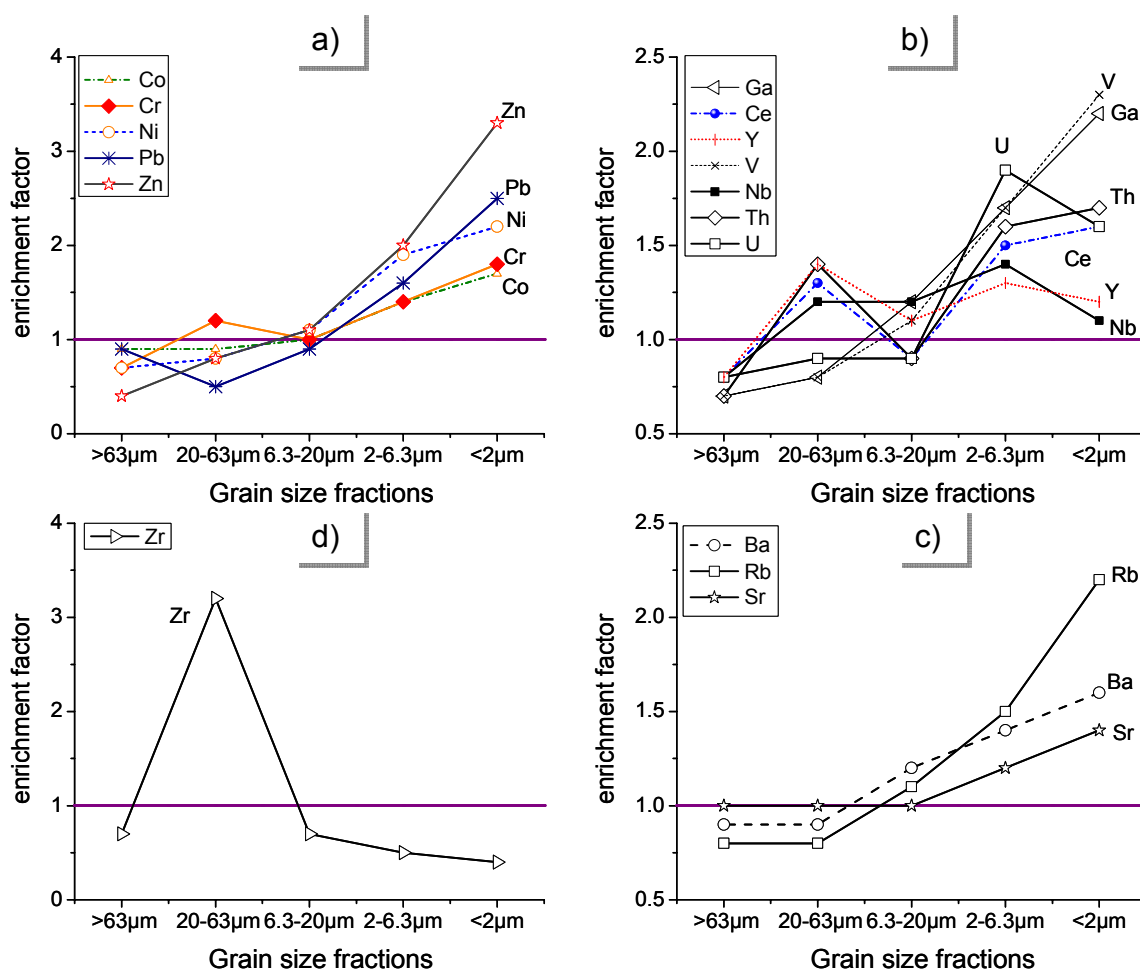 a)
4
3
2
1
0
enrichment factor
Co
Cr
Ni
Pb
Zn
Zn
Pb
Ni
Cr
Co
>63µm
20-63µm
6.3-20µm
2-6.3µm
<2µm
Grain size fractions
b)
2.5
2.0
1.5
1.0
0.5
enrichment factor
Ga
Ce
Y
V
Nb
Th
U
V
Ga
U
Th
Ce
Y
Nb
>63µm
20-63µm
6.3-20µm
2-6.3µm
<2µm
Grain size fractions
d)
4
3
2
1
0
enrichment factor
Zr
Zr
>63µm
20-63µm
6.3-20µm
2-6.3µm
<2µm
Grain size fractions
c)
2.5
2.0
1.5
1.0
0.5
enrichment factor
Ba
Rb
Sr
Rb
Ba
Sr
>63µm
20-63µm
6.3-20µm
2-6.3µm
<2µm
Grain size fractions